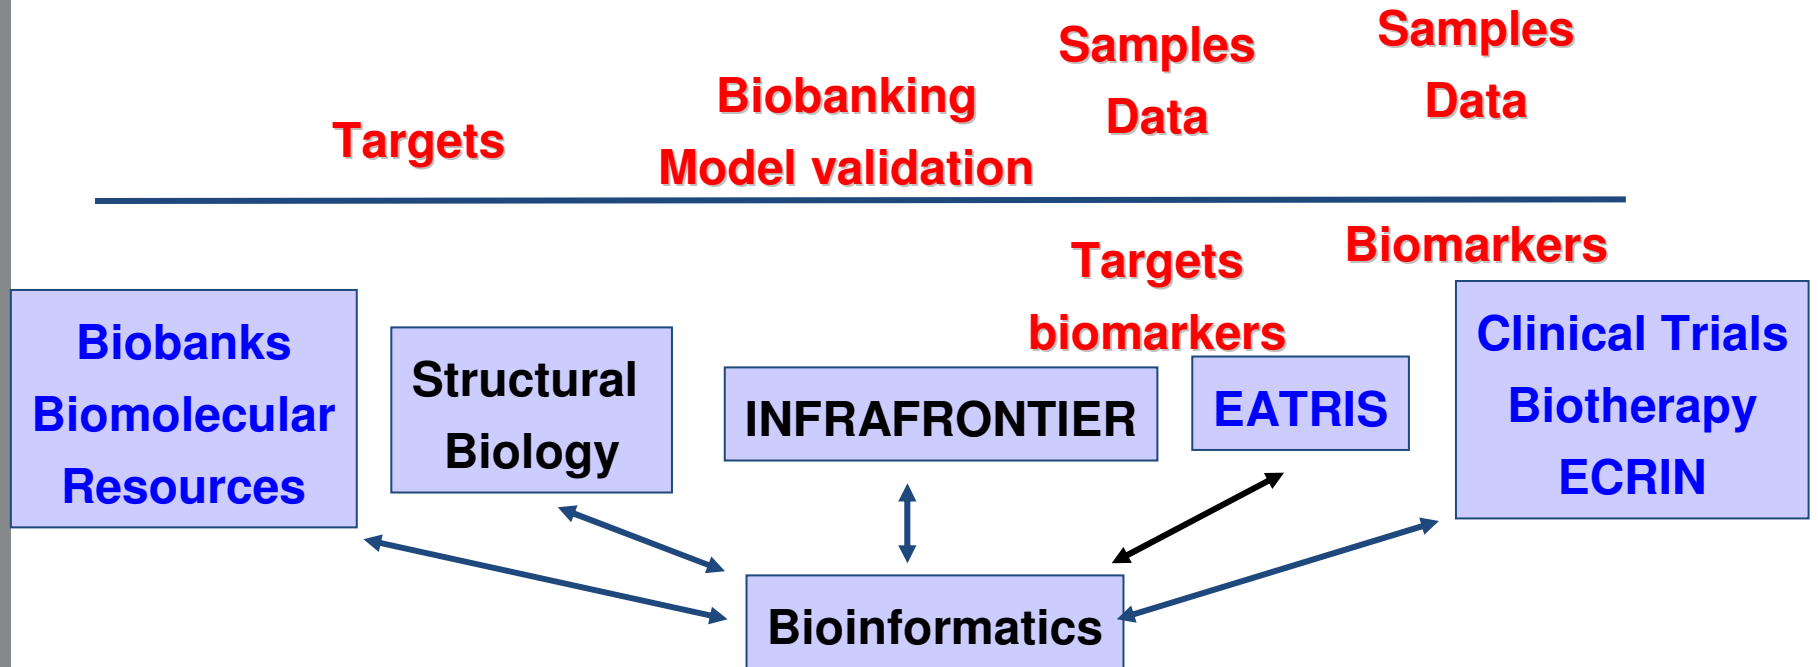 Samples
Data
Samples
Data
Biobanking
Model validation
Targets
Targets
biomarkers
Biomarkers
Biobanks
Biomolecular
Resources
Structural
Biology
INFRAFRONTIER
EATRIS
Clinical Trials
Biotherapy
ECRIN
Bioinformatics